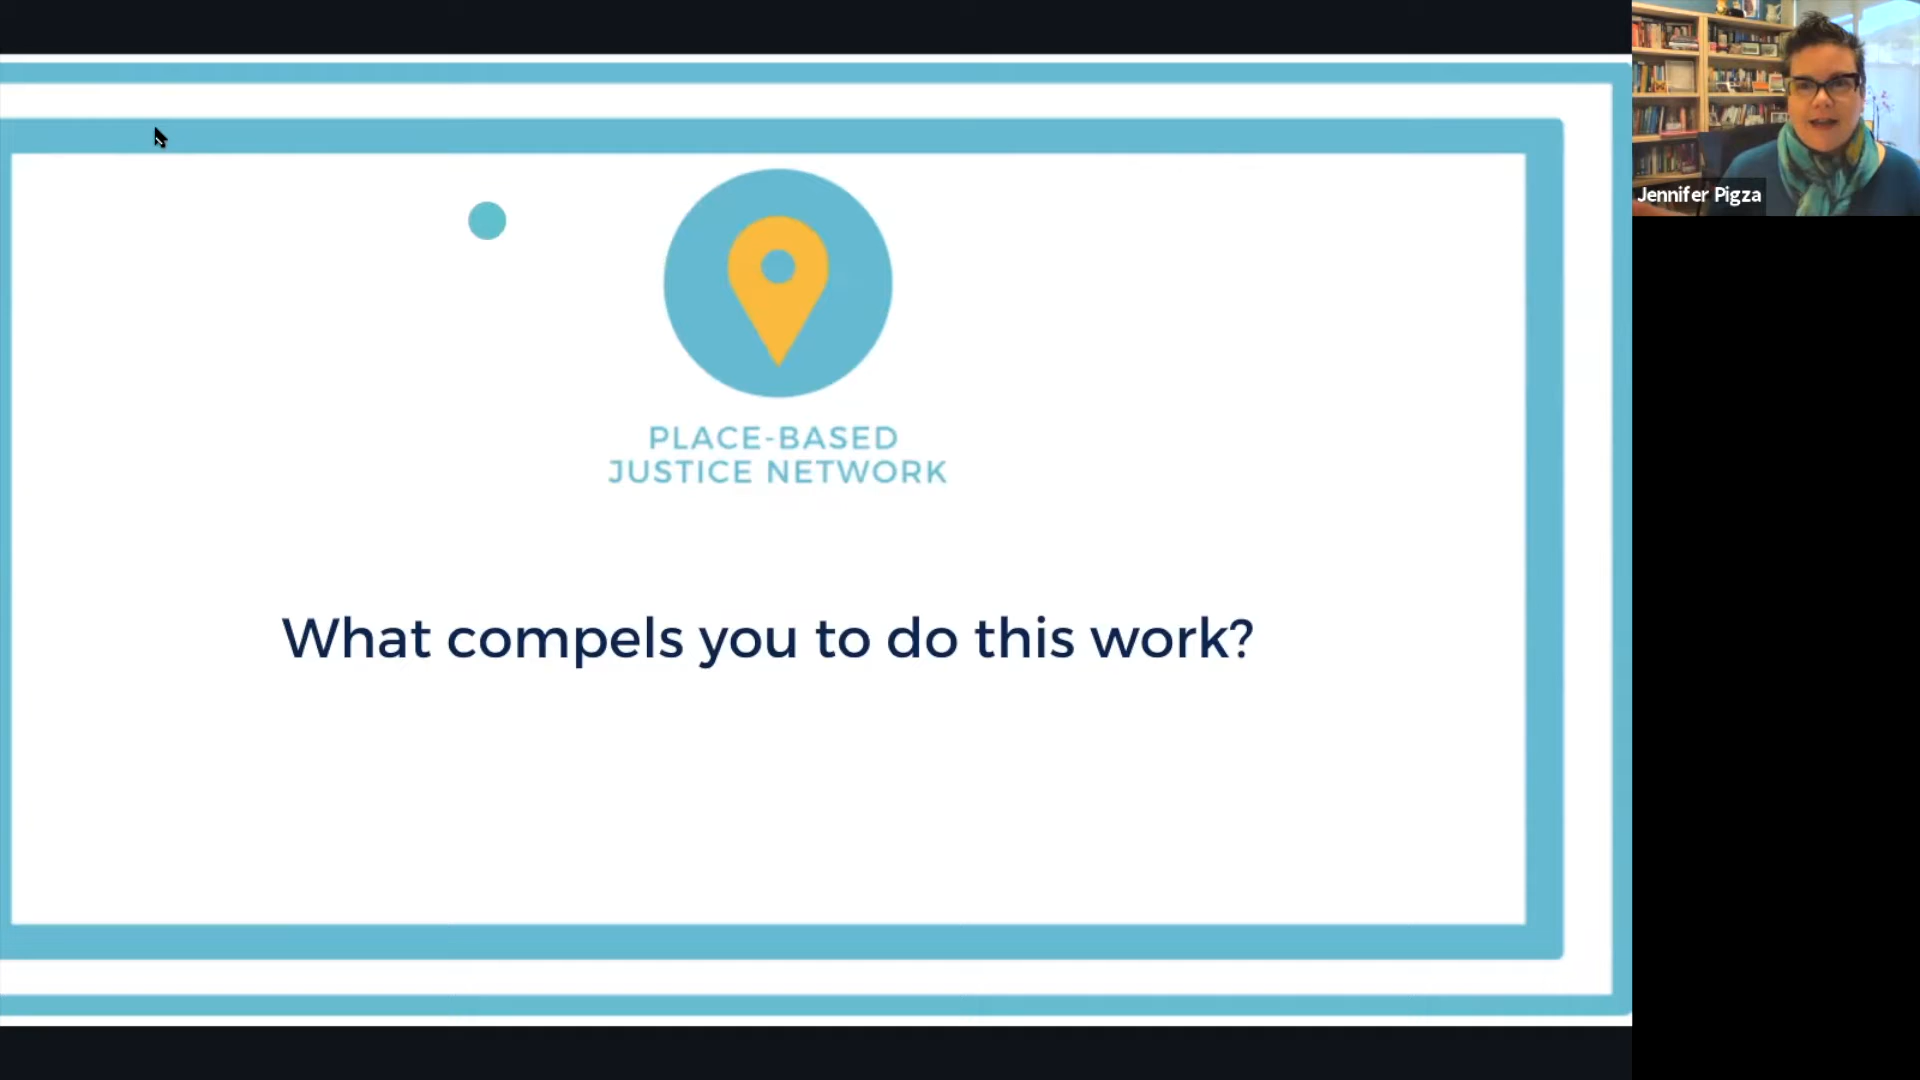 Jennifer Pigza
PLACE-BASED
JUSTICE NETWORK
What compels you to do this work?